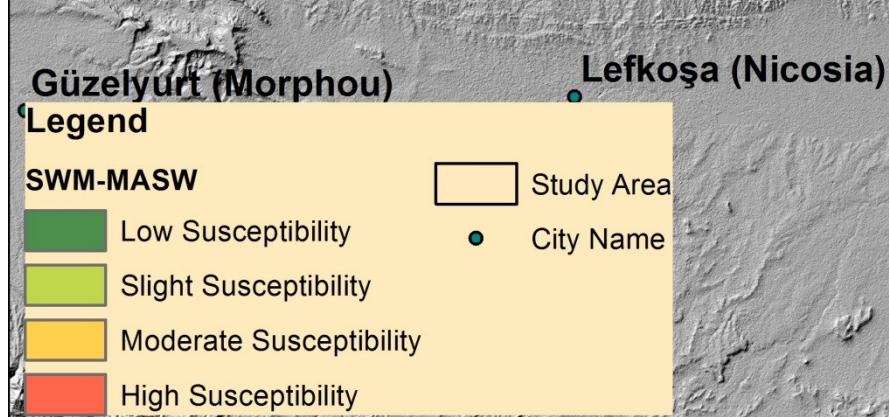 Güzelyurt (Morphou)
Lefkoşa (Nicosia)
Legend
SWM-MASW
Low Susceptibility
Slight Susceptibility
Moderate Susceptibility
High Susceptibility
Study Area
City Name